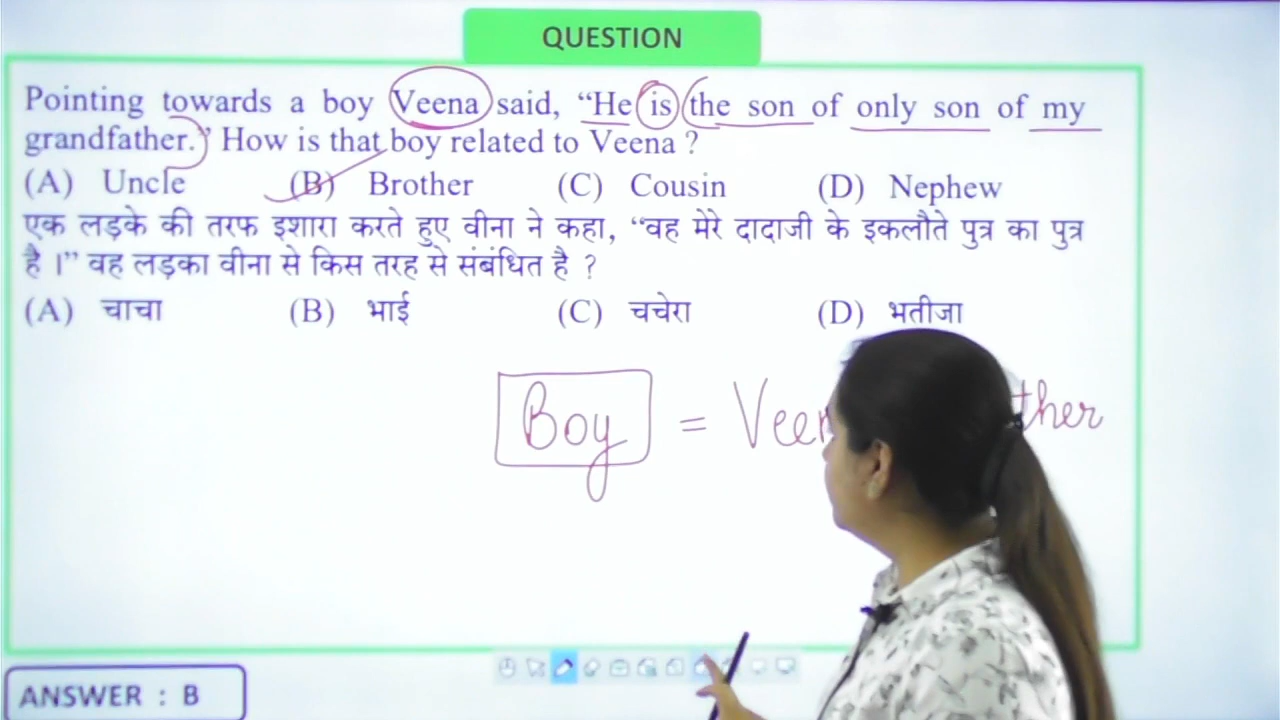 QUESTION
Pointing towards a boy Veena said, “He is the son of only son of my
grandfather.” How is that boy related to Veena ?
(A) Uncle (B) Brother (C) Cousin (D) Nephew
एक लड़के की तरफ इशारा करते हुए वीना ने कहा, “वह मेरे दादाजी के इकलौते पुत्र का पुत्र
है ।” वह लड़का वीना से किस तरह से संबंधित है ?
(A) चाचा (B) भाई (C) चचेरा (D) भतीजा
Boy =
ANSWER : B